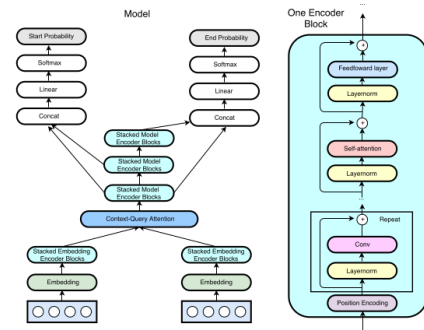 Model
Start Probability
Softmax
Linear
Concat
End Probability
Softmax
Linear
Concat
Stacked Model
Encoder Blocks
Stacked Model
Encoder Blocks
Stacked Model
Encoder Blocks
Context-Query Attention
Stacked Embedding
Encoder Blocks
Stacked Embedding
Encoder Blocks
Embedding
Embedding
One Encoder
Block
...
Feedfoward layer
Layernorm
...
Self-attention
Layernorm
...
Repeat
Conv
Layernorm
Position Encoding
...